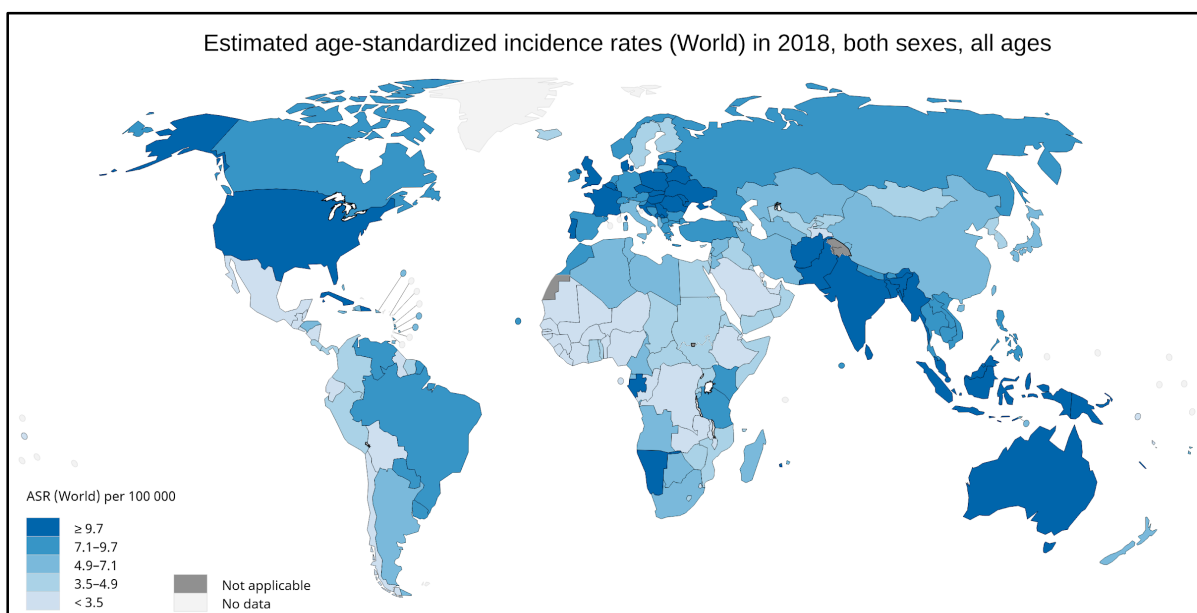 Estimated age-standardized incidence rates (World) in 2018, both sexes, all ages
ASR (World) per 100 000
≥ 9.7
7.1–9.7
4.9–7.1
3.5–4.9
< 3.5
Not applicable
No data